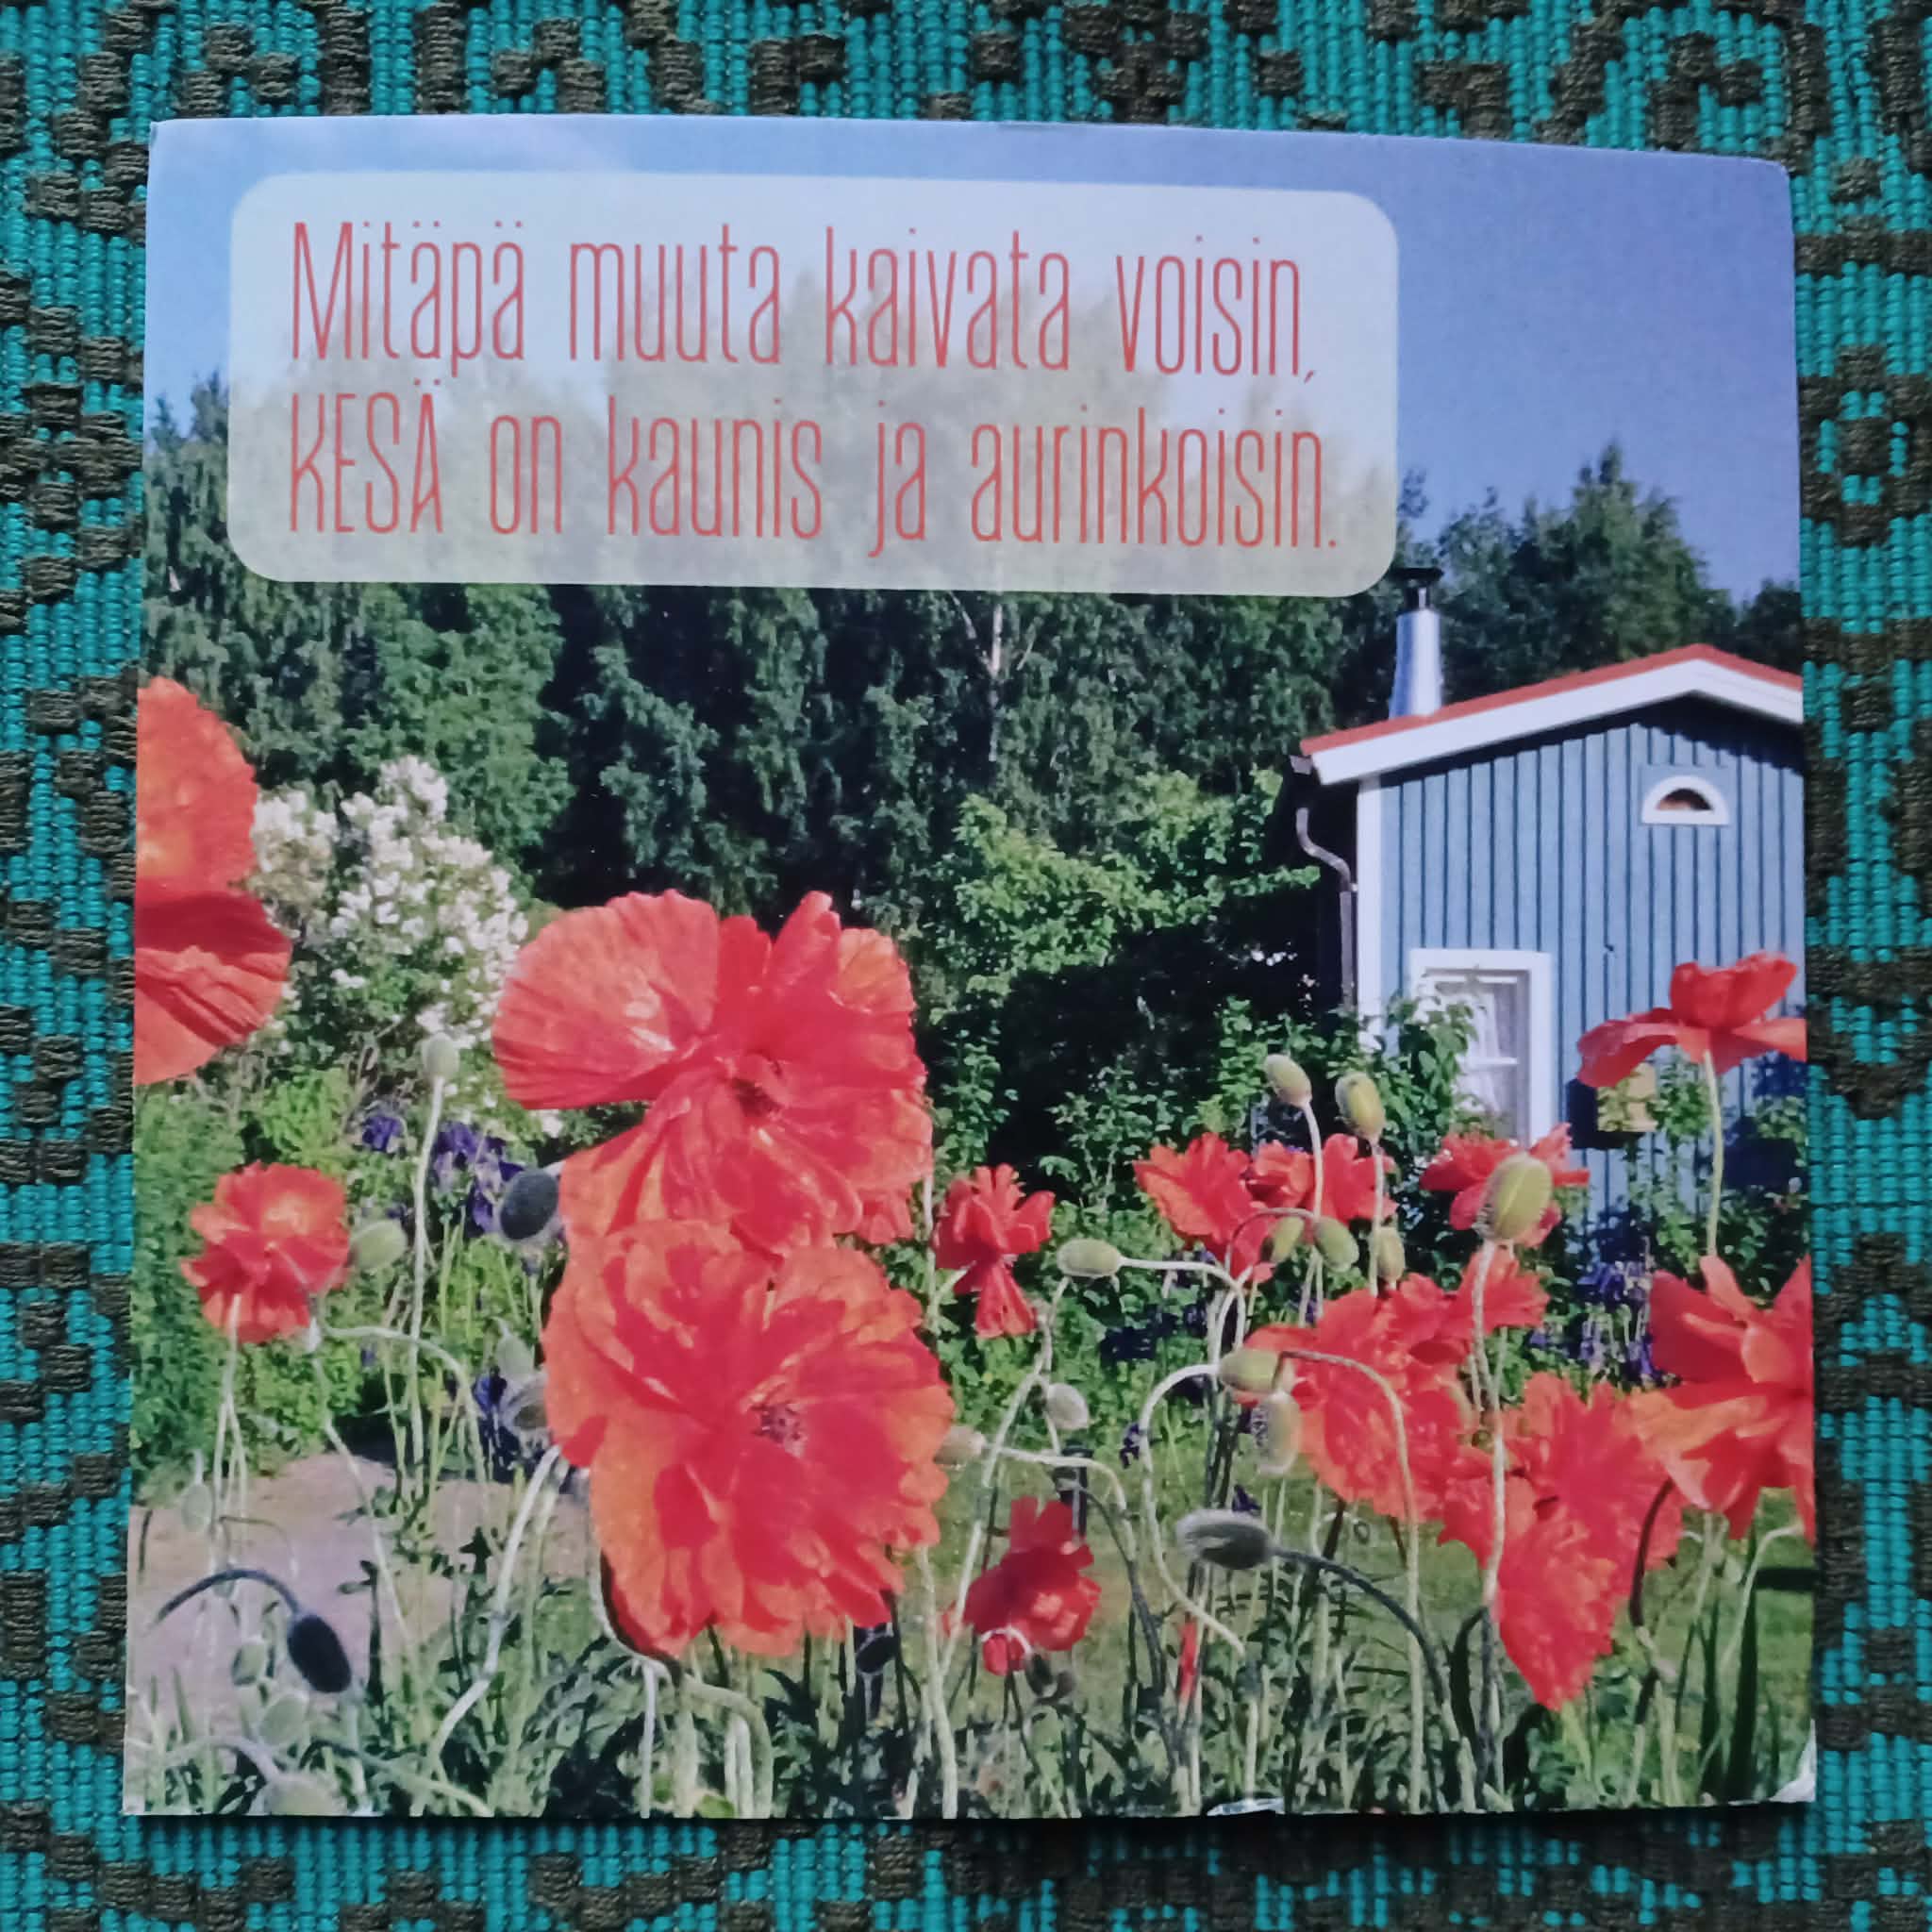 Mitäpä muuta kaivata voisin,
KESÄ on kaunis ja aurinkoisin.